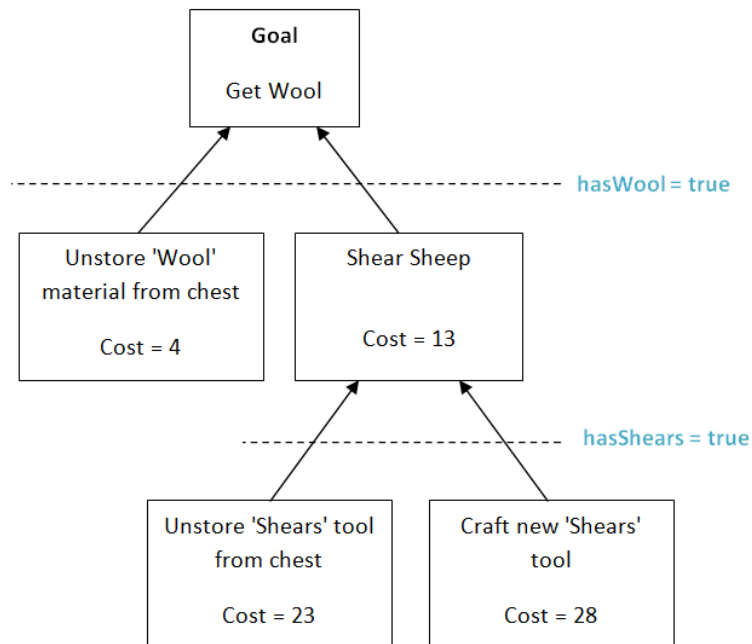 Goal
Get Wool
hasWool = true
Unstore 'Wool'
material from chest
Cost = 4
Shear Sheep
Cost = 13
hasShears = true
Unstore 'Shears' tool
from chest
Cost = 23
Craft new 'Shears'
tool
Cost = 28